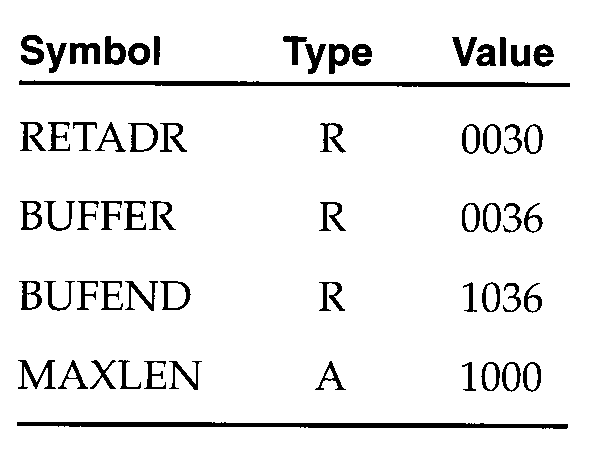 Symbol Type Value
RETADR R 0030
BUFFER R 0036
BUFEND R 1036
MAXLEN A 1000